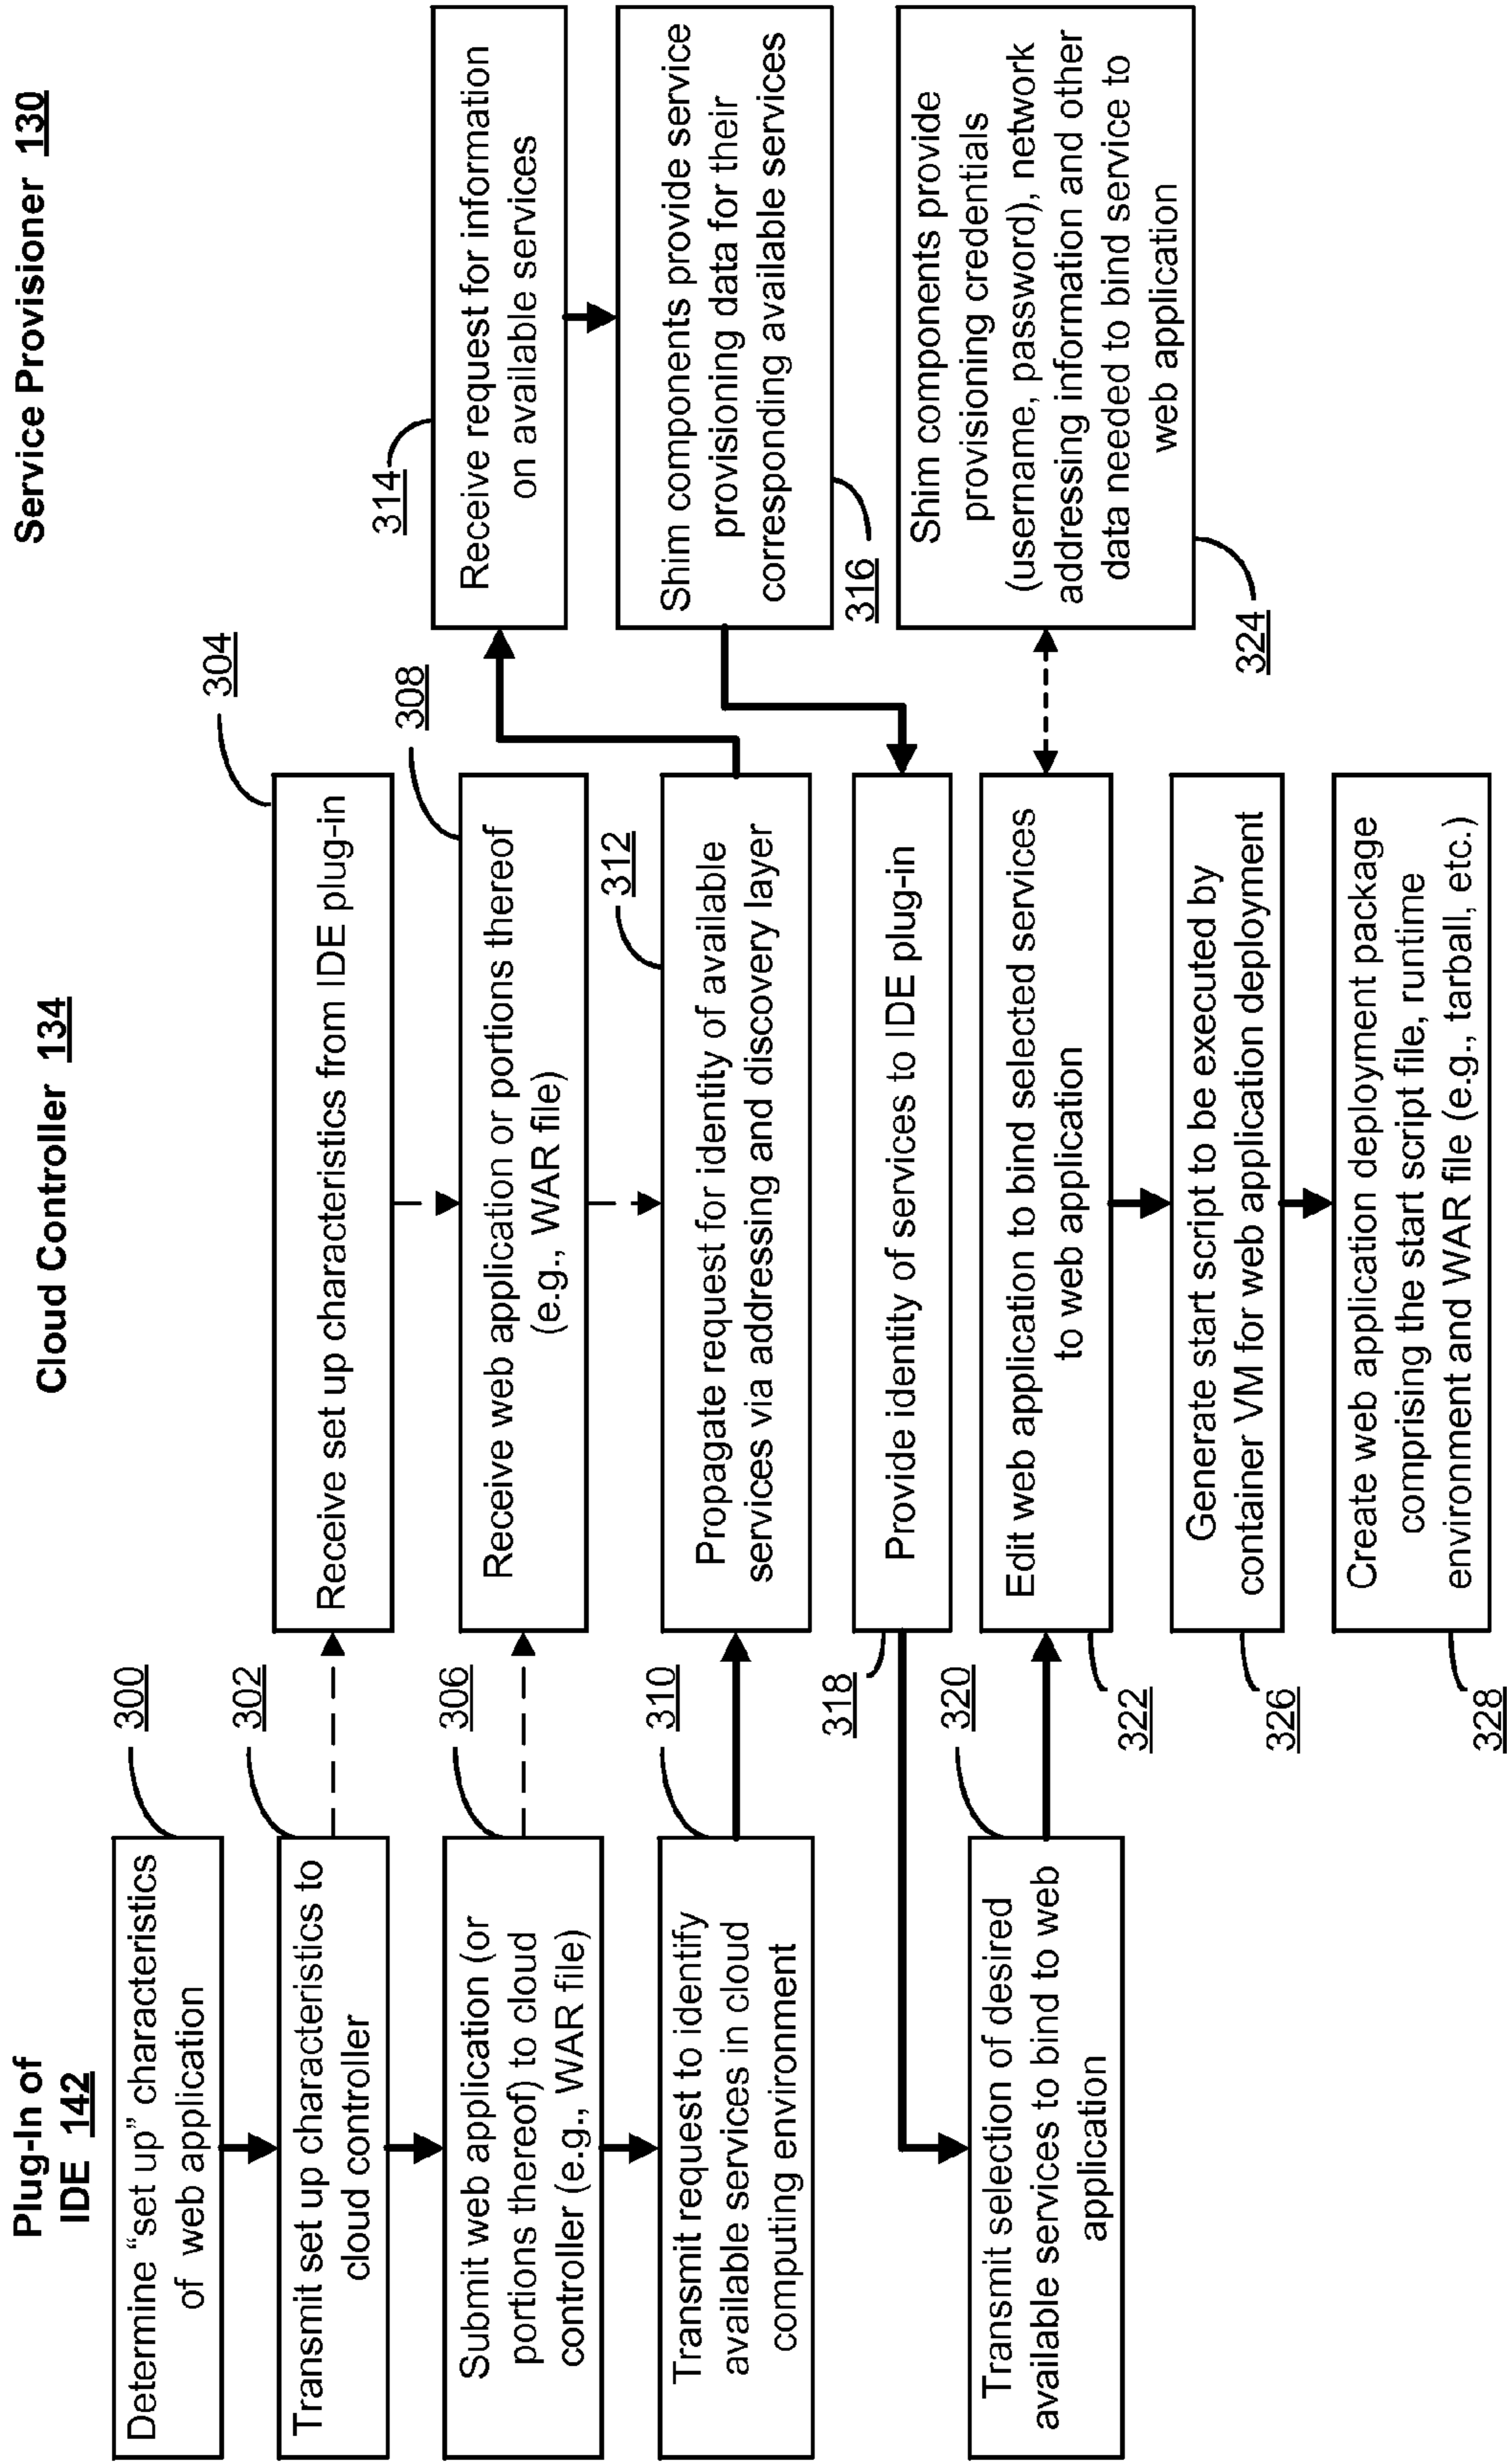 Plug-In of
IDE 142
Cloud Controller 134
Service Provisioner 130
300
Determine “set up” characteristics
of web application
302
Transmit set up characteristics to
cloud controller
304
Receive set up characteristics from IDE plug-in
306
Submit web application (or
portions thereof) to cloud
controller (e.g., WAR file)
308
Receive web application or portions thereof
(e.g., WAR file)
310
Transmit request to identify
available services in cloud
computing environment
312
Propagate request for identity of available
services via addressing and discovery layer
314
Receive request for information
on available services
316
Shim components provide service
provisioning data for their
corresponding available services
318
Provide identity of services to IDE plug-in
320
Transmit selection of desired
available services to bind to web
application
322
Edit web application to bind selected services
to web application
324
Shim components provide
provisioning credentials
(username, password), network
addressing information and other
data needed to bind service to
web application
326
Generate start script to be executed by
container VM for web application deployment
328
Create web application deployment package
comprising the start script file, runtime
environment and WAR file (e.g., tarball, etc.)